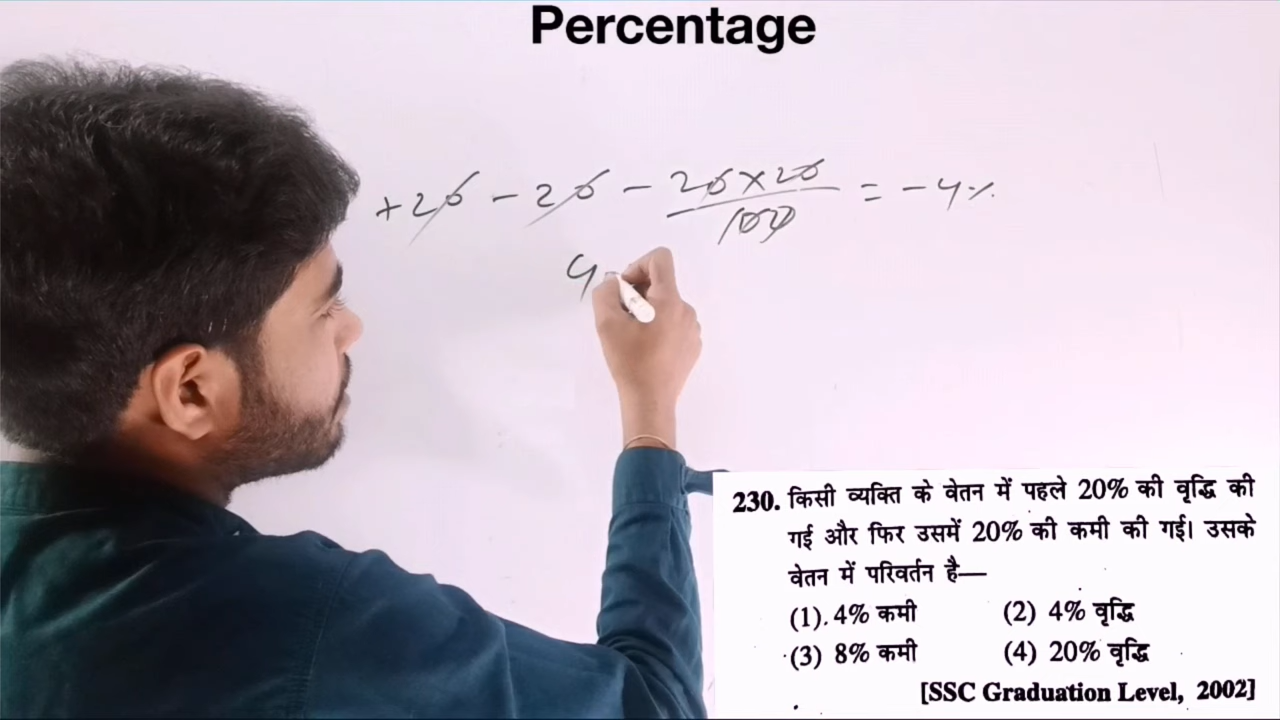 Percentage
+20 - 20 - 20 × 20 / 100 = - 4%
4
230. किसी व्यक्ति के वेतन में पहले 20% की वृद्धि की
गई और फिर उसमें 20% की कमी की गई। उसके
वेतन में परिवर्तन है—
(1). 4% कमी (2) 4% वृद्धि
(3) 8% कमी (4) 20% वृद्धि
[SSC Graduation Level, 2002]